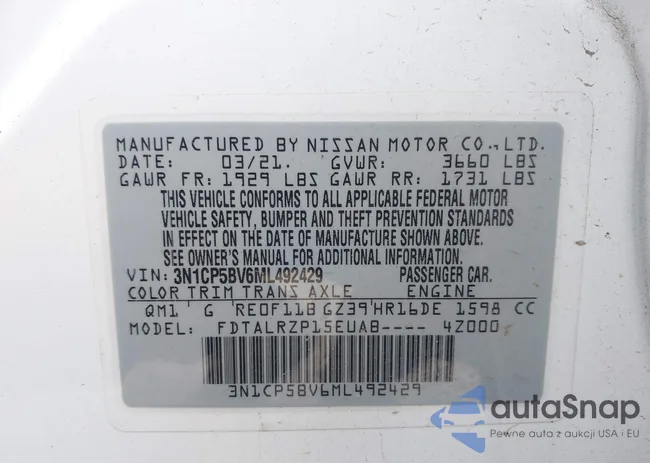 MANUFACTURED BY NISSAN MOTOR CO., LTD.
DATE: 03/21. GVWR: 3660 LBS
GAWR FR: 1929 LBS GAWR RR: 1731 LBS
THIS VEHICLE CONFORMS TO ALL APPLICABLE FEDERAL MOTOR
VEHICLE SAFETY, BUMPER AND THEFT PREVENTION STANDARDS
IN EFFECT ON THE DATE OF MANUFACTURE SHOWN ABOVE.
SEE OWNER'S MANUAL FOR ADDITIONAL INFORMATION
VIN: 3N1CP5BV6ML492429 PASSENGER CAR.
COLOR TRIM TRANS AXLE ENGINE
QM1 G RE0F11B GZ39 HR16DE 1598 CC
MODEL: FDTALRZP15EUAB---- 4Z000
3N1CP5BV6ML492429
autoSnap
Pewne auta z aukcji USA i EU